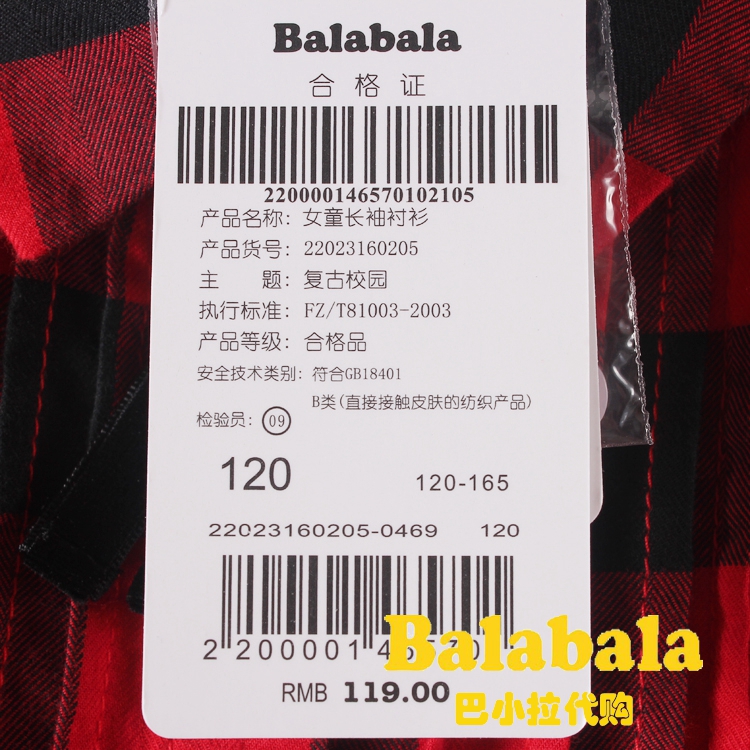 Balabala
合格证
220000146570102105
产品名称: 女童长袖衬衫
产品货号: 22023160205
主 题: 复古校园
执行标准: FZ/T81003-2003
产品等级: 合格品
安全技术类别: 符合GB18401
B类(直接接触皮肤的纺织产品)
检验员: 09
120 120-165
22023160205-0469 120
2 200001 4
RMB 119.00
Balabala
巴小拉代购